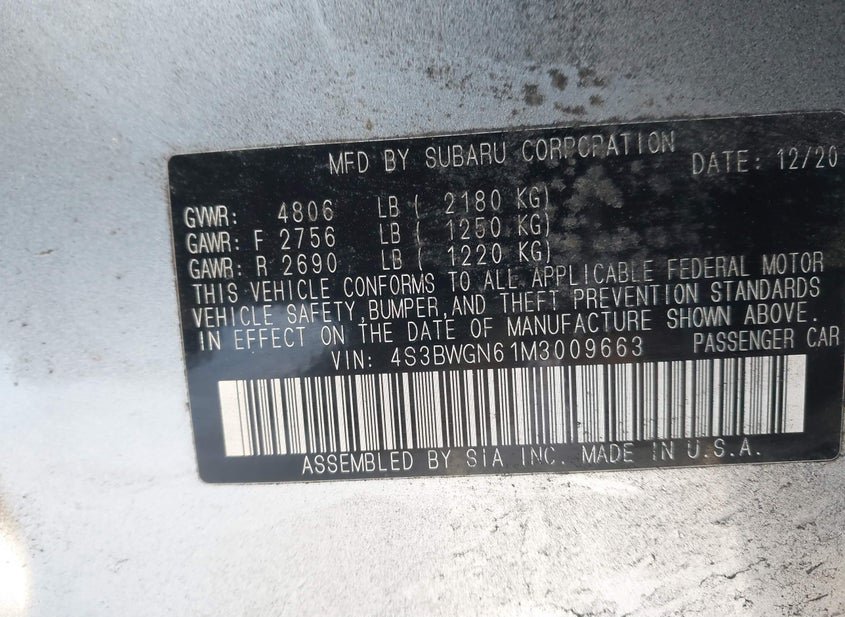 MFD BY SUBARU CORPORATION DATE: 12/20
GVWR: 4806 LB ( 2180 KG)
GAWR: F 2756 LB ( 1250 KG)
GAWR: R 2690 LB ( 1220 KG)
THIS VEHICLE CONFORMS TO ALL APPLICABLE FEDERAL MOTOR
VEHICLE SAFETY, BUMPER, AND THEFT PREVENTION STANDARDS
IN EFFECT ON THE DATE OF MANUFACTURE SHOWN ABOVE.
VIN: 4S3BWGN61M3009663 PASSENGER CAR
ASSEMBLED BY SIA INC. MADE IN U.S.A.